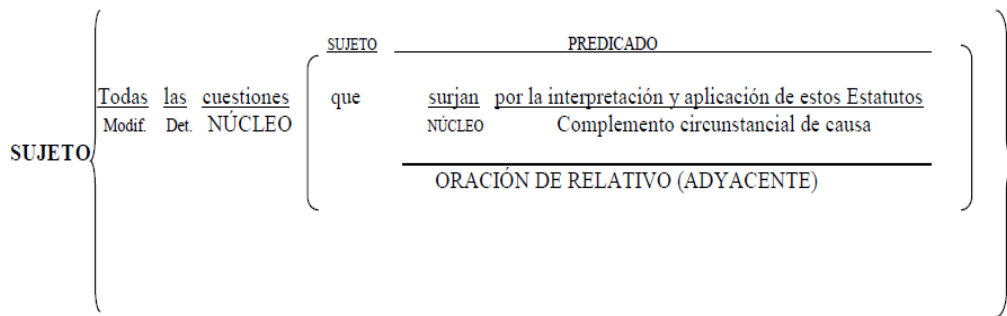 SUJETO PREDICADO
Todas las cuestiones que surjan por la interpretación y aplicación de estos Estatutos
Modif. Det. NÚCLEO NÚCLEO Complemento circunstancial de causa
SUJETO
ORACIÓN DE RELATIVO (ADYACENTE)